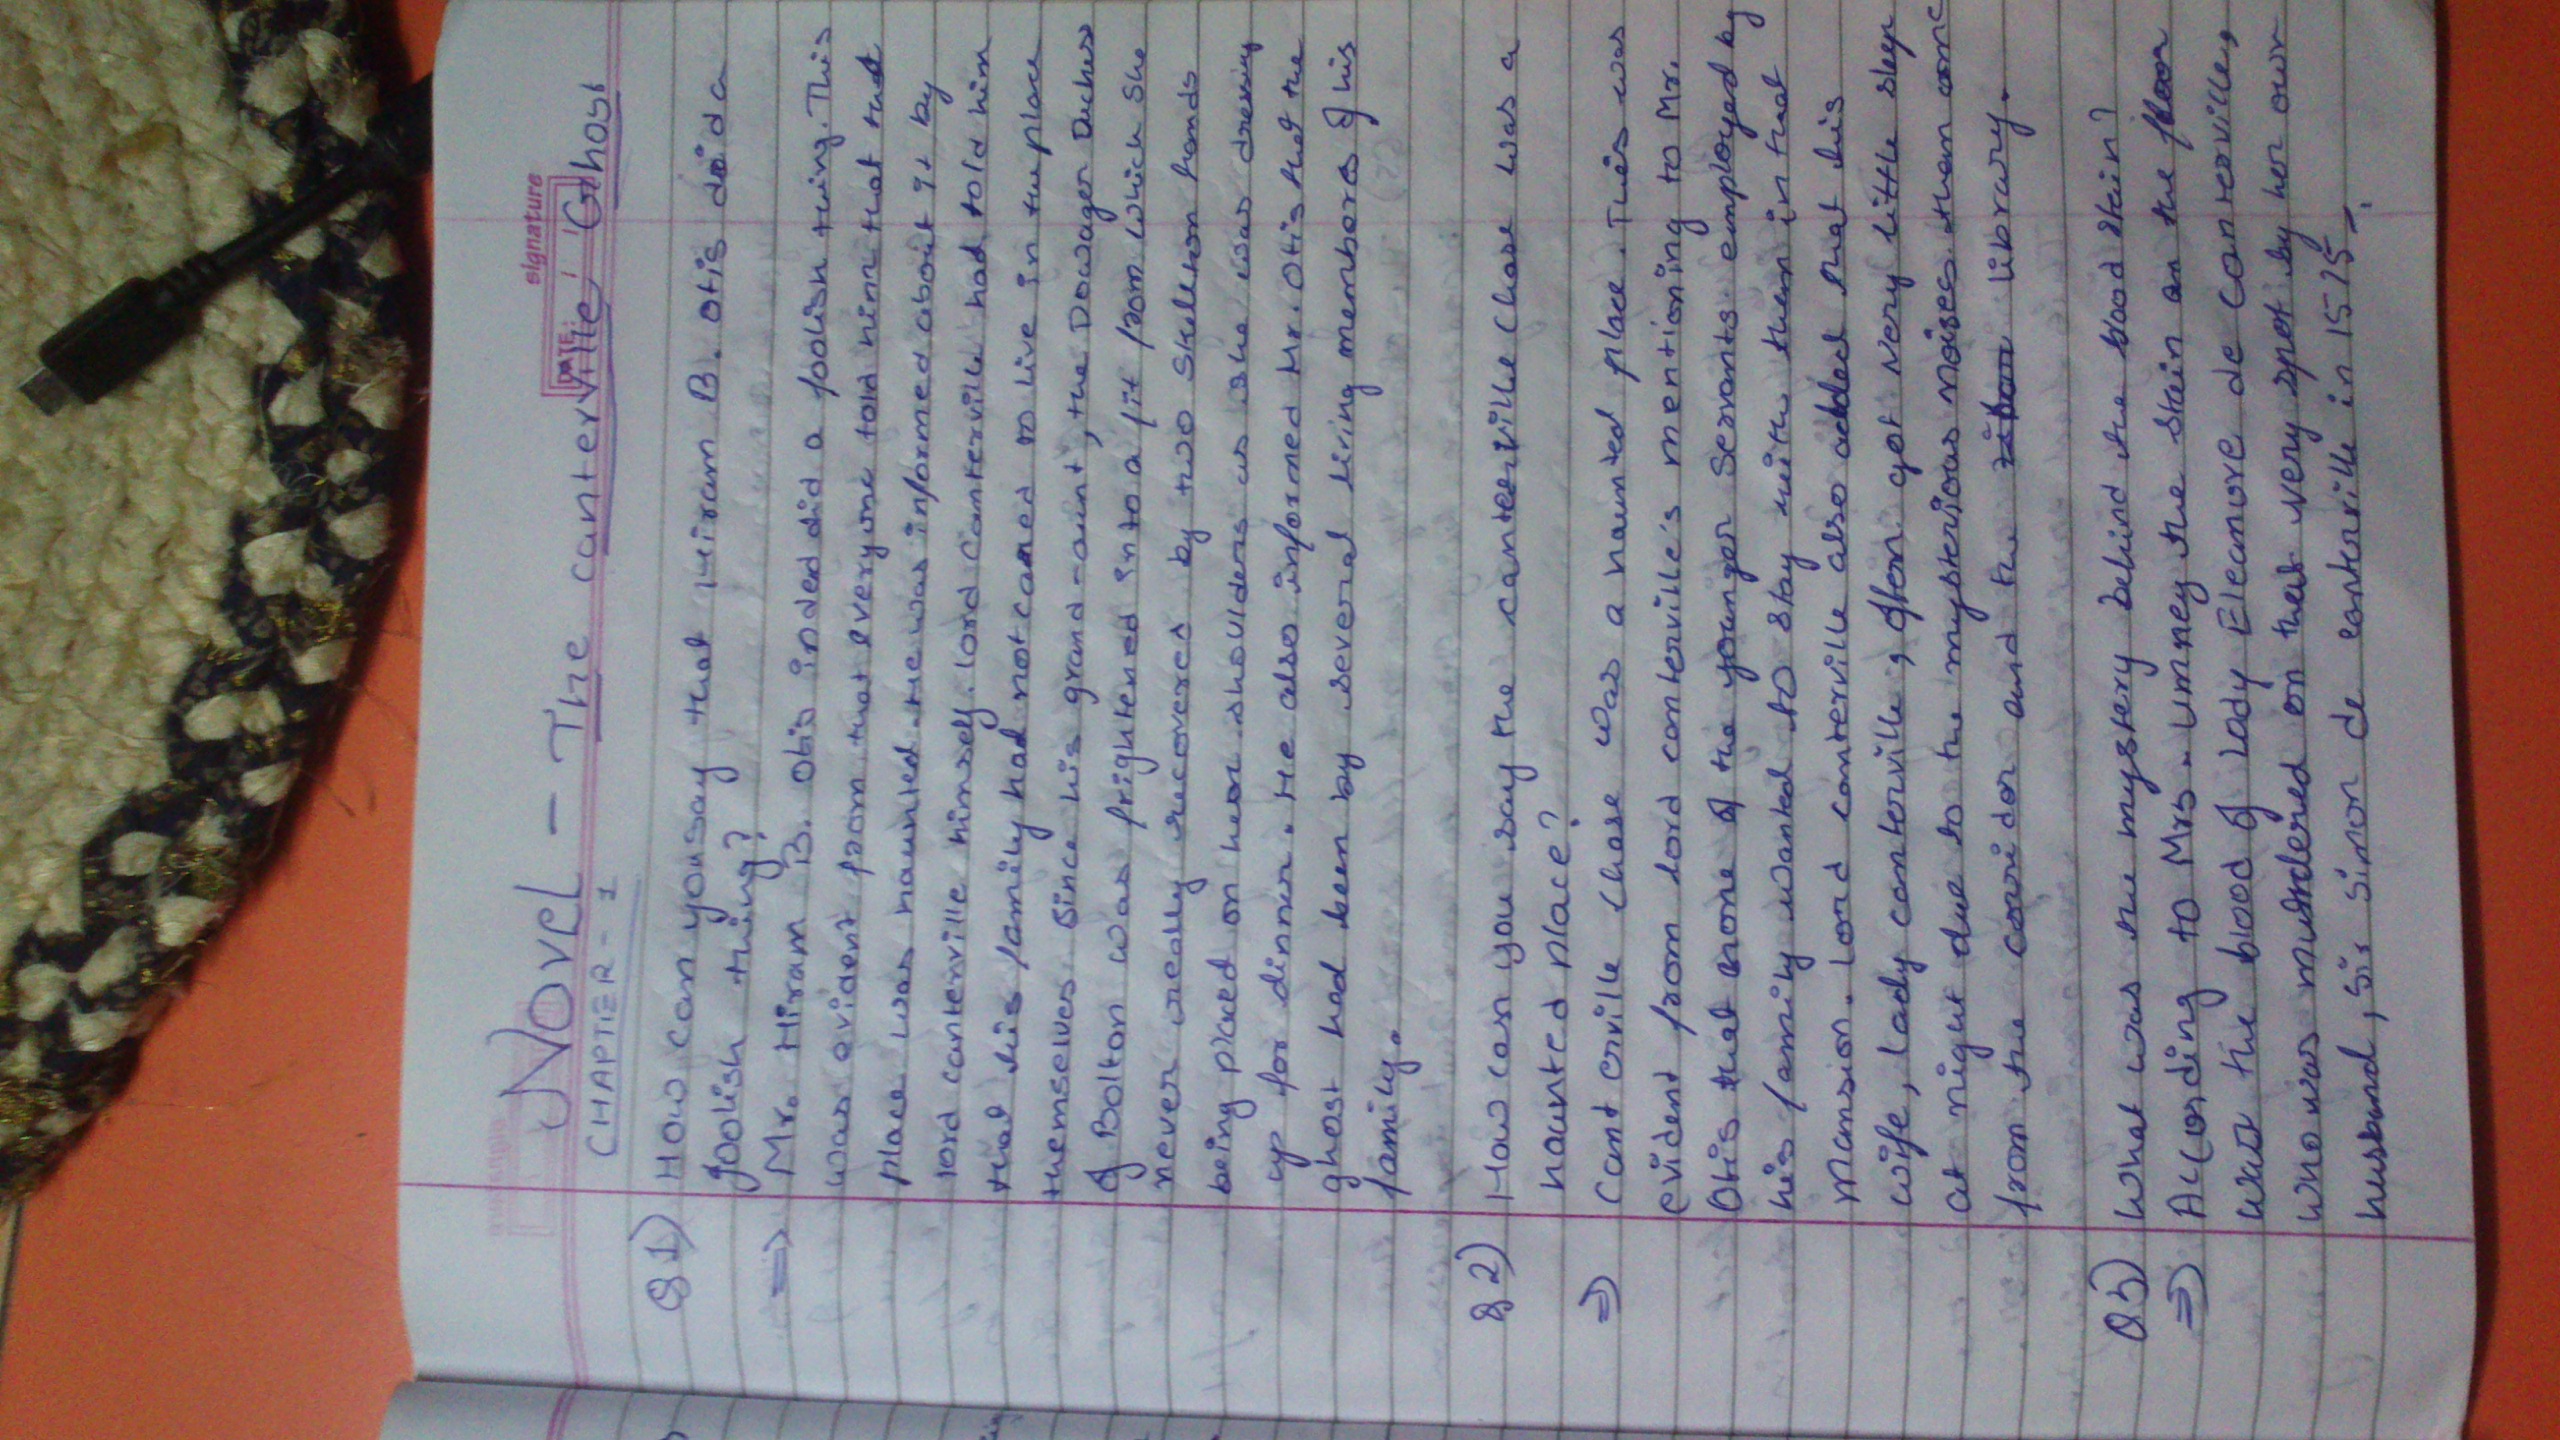 signature
DATE: / /
Novel - The canterville Ghost
CHAPTER - 1
Q1) How can you say that Hiram B. Otis did a
foolish thing?
⇒ Mr. Hiram B. Otis inded did a foolish thing. This
was evident from that everyone told him that that
place was haunted. He was informed about it by
lord canterville himself. lord Canterville had told him
that his family had not cared to live in the place
themselves since his grand-aunt, the Dowager Duchess
of Bolton was frightened into a fit from which she
never really recovered by two skeleton hands
being placed on her shoulders as she was dressing
up for dinner. He also informed Mr. Otis that the
ghost had been by several living members of his
family.
Q2) How can you say the canterville Chase was a
haunted place?
⇒ Canterville Chase was a haunted place. This was
evident from lord canterville's mentioning to Mr.
Otis that none of the younger servants employed by
his family wanted to stay with them in that
mansion. Lord canterville also added that his
wife, lady canterville, often got very little sleep
at night due to the mysterious noises than came
from the corridor and the library.
Q3) What was the mystery behind the blood stain?
⇒ According to Mrs. Umney the stain on the floor
was the blood of lady Eleanore de canterville,
who was murdered on that very spot by her own
husband, Sir Simon de canterville in 1575.